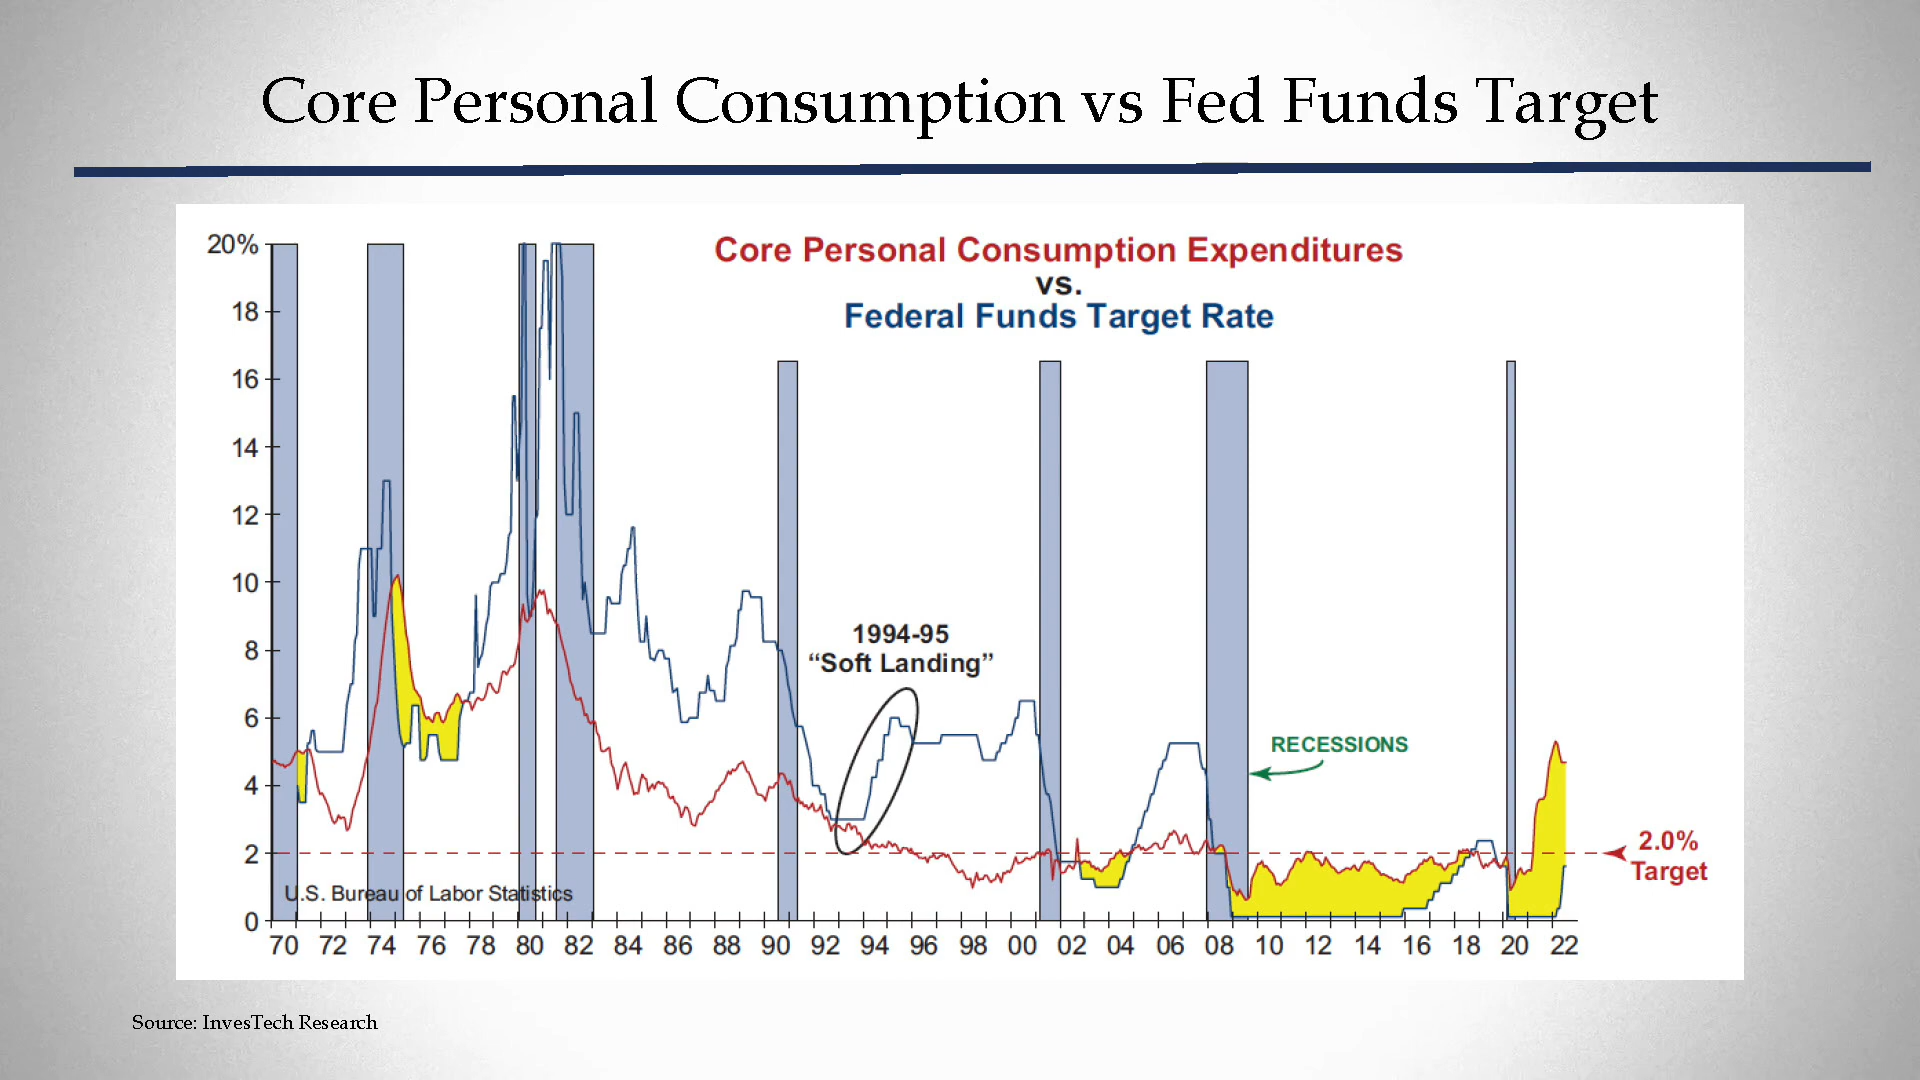 Core Personal Consumption vs Fed Funds Target
Core Personal Consumption Expenditures
vs.
Federal Funds Target Rate
20%
18
16
14
12
10
8
6
4
2
0
1994-95
“Soft Landing”
RECESSIONS
2.0%
Target
U.S. Bureau of Labor Statistics
70 72 74 76 78 80 82 84 86 88 90 92 94 96 98 00 02 04 06 08 10 12 14 16 18 20 22
Source: InvesTech Research